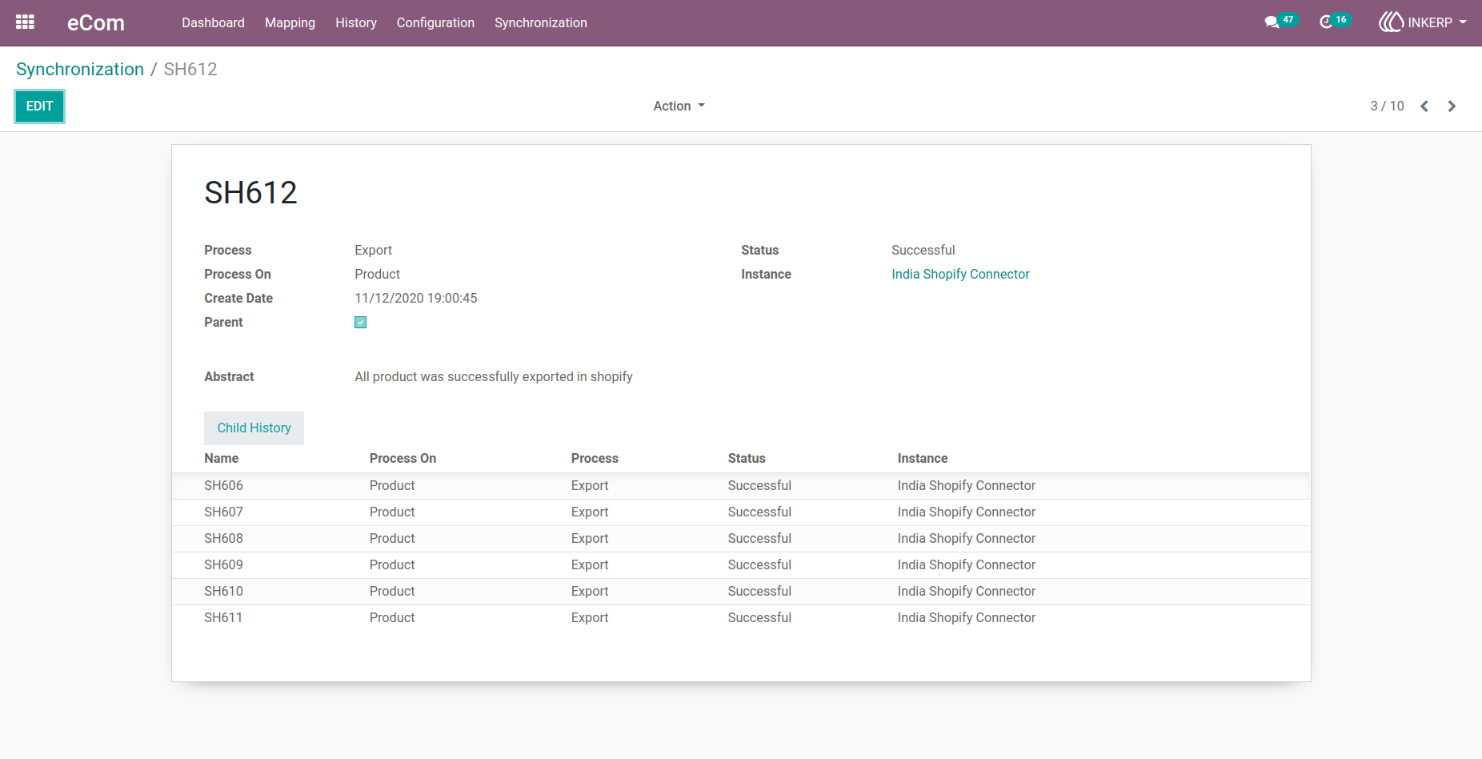 eCom Dashboard Mapping History Configuration Synchronization 47 16 INKERP
Synchronization / SH612
EDIT Action 3 / 10
SH612
Process Export Status Successful
Process On Product Instance India Shopify Connector
Create Date 11/12/2020 19:00:45
Parent
Abstract All product was successfully exported in shopify
Child History
Name Process On Process Status Instance
SH606 Product Export Successful India Shopify Connector
SH607 Product Export Successful India Shopify Connector
SH608 Product Export Successful India Shopify Connector
SH609 Product Export Successful India Shopify Connector
SH610 Product Export Successful India Shopify Connector
SH611 Product Export Successful India Shopify Connector